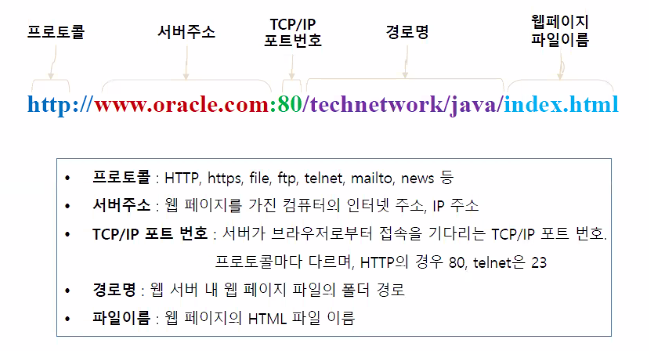 프로토콜
서버주소
TCP/IP
포트번호
경로명
웹페이지
파일이름
http://www.oracle.com:80/technetwork/java/index.html
• 프로토콜 : HTTP, https, file, ftp, telnet, mailto, news 등
• 서버주소 : 웹 페이지를 가진 컴퓨터의 인터넷 주소, IP 주소
• TCP/IP 포트 번호 : 서버가 브라우저로부터 접속을 기다리는 TCP/IP 포트 번호.
프로토콜마다 다르며, HTTP의 경우 80, telnet은 23
• 경로명 : 웹 서버 내 웹 페이지 파일의 폴더 경로
• 파일이름 : 웹 페이지의 HTML 파일 이름